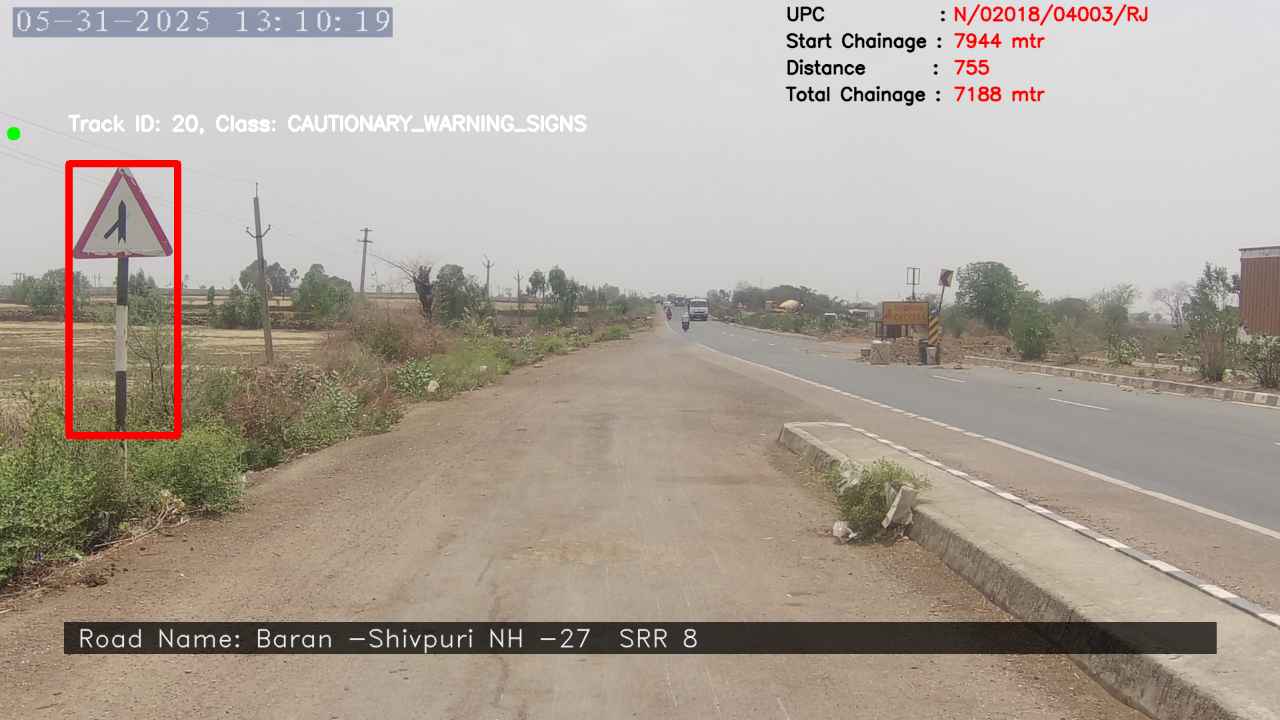 05-31-2025 13:10:19
UPC : N/02018/04003/RJ
Start Chainage : 7944 mtr
Distance : 755
Total Chainage : 7188 mtr
Track ID: 20, Class: CAUTIONARY_WARNING_SIGNS
Road Name: Baran -Shivpuri NH -27 SRR 8